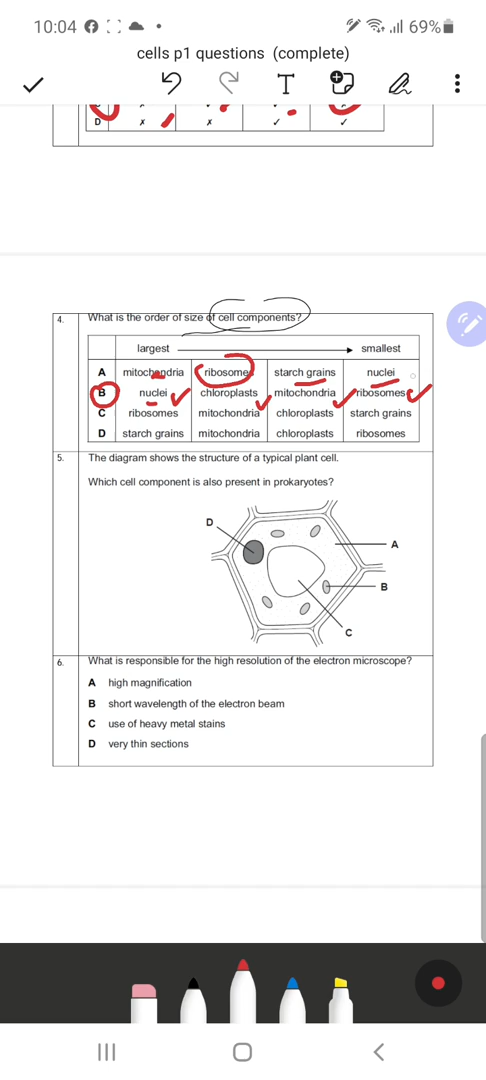 10:04 69%
cells p1 questions (complete)
T
D ✗ ✗ ✓ ✓
4. What is the order of size of cell components?
largest smallest
A mitochondria ribosomes starch grains nuclei
B nuclei chloroplasts mitochondria ribosomes
C ribosomes mitochondria chloroplasts starch grains
D starch grains mitochondria chloroplasts ribosomes
5. The diagram shows the structure of a typical plant cell.
Which cell component is also present in prokaryotes?
D
A
B
C
6. What is responsible for the high resolution of the electron microscope?
A high magnification
B short wavelength of the electron beam
C use of heavy metal stains
D very thin sections